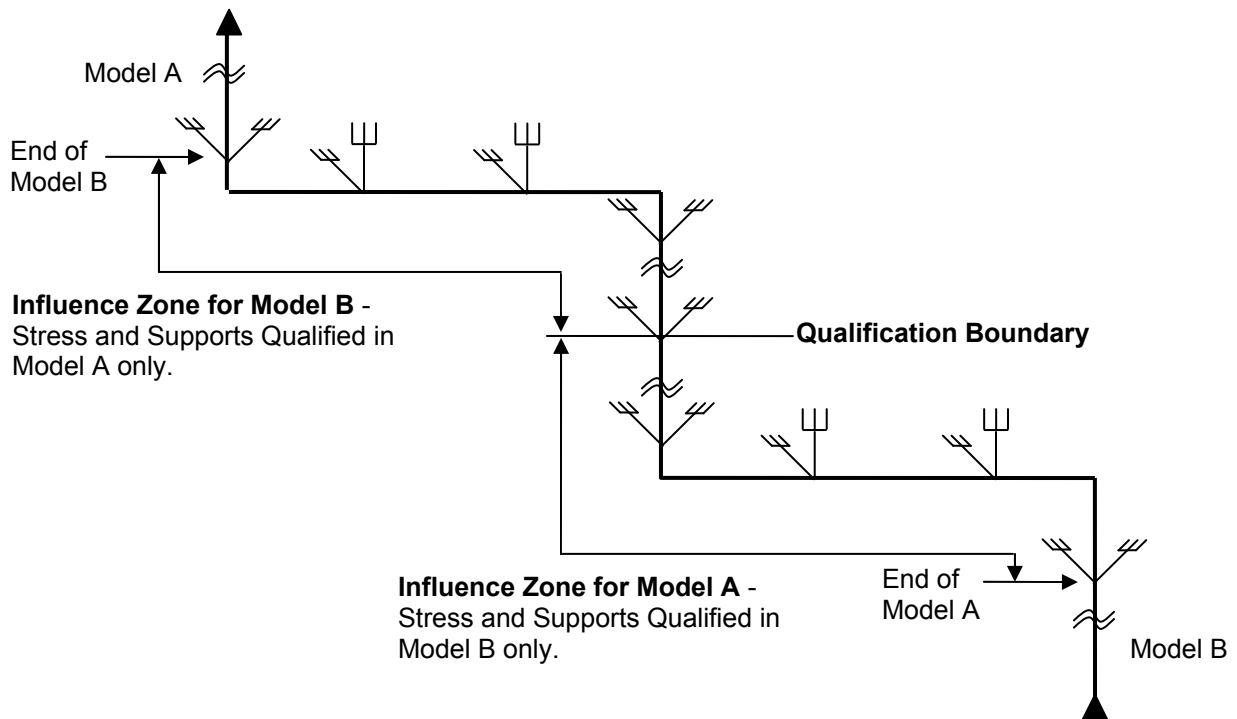 Model A
End of
Model B
Influence Zone for Model B -
Stress and Supports Qualified in
Model A only.
Qualification Boundary
Influence Zone for Model A -
Stress and Supports Qualified in
Model B only.
End of
Model A
Model B